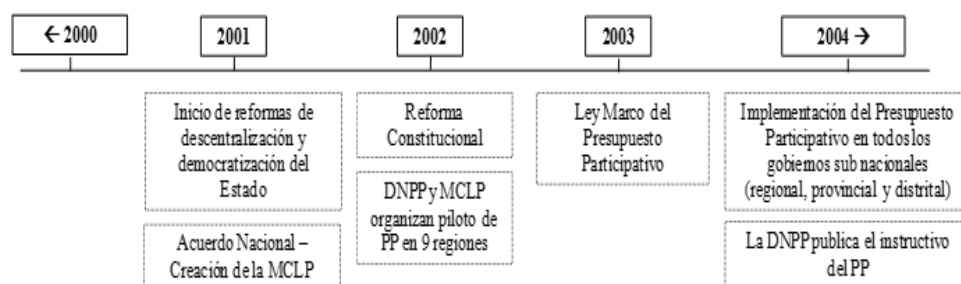 ← 2000
2001
2002
2003
2004 →
Inicio de reformas de
descentralización y
democratización del
Estado
Acuerdo Nacional –
Creación de la MCLP
Reforma
Constitucional
DNPP y MCLP
organizan piloto de
PP en 9 regiones
Ley Marco del
Presupuesto
Participativo
Implementación del Presupuesto
Participativo en todos los
gobiernos sub nacionales
(regional, provincial y distrital)
La DNPP publica el instructivo
del PP